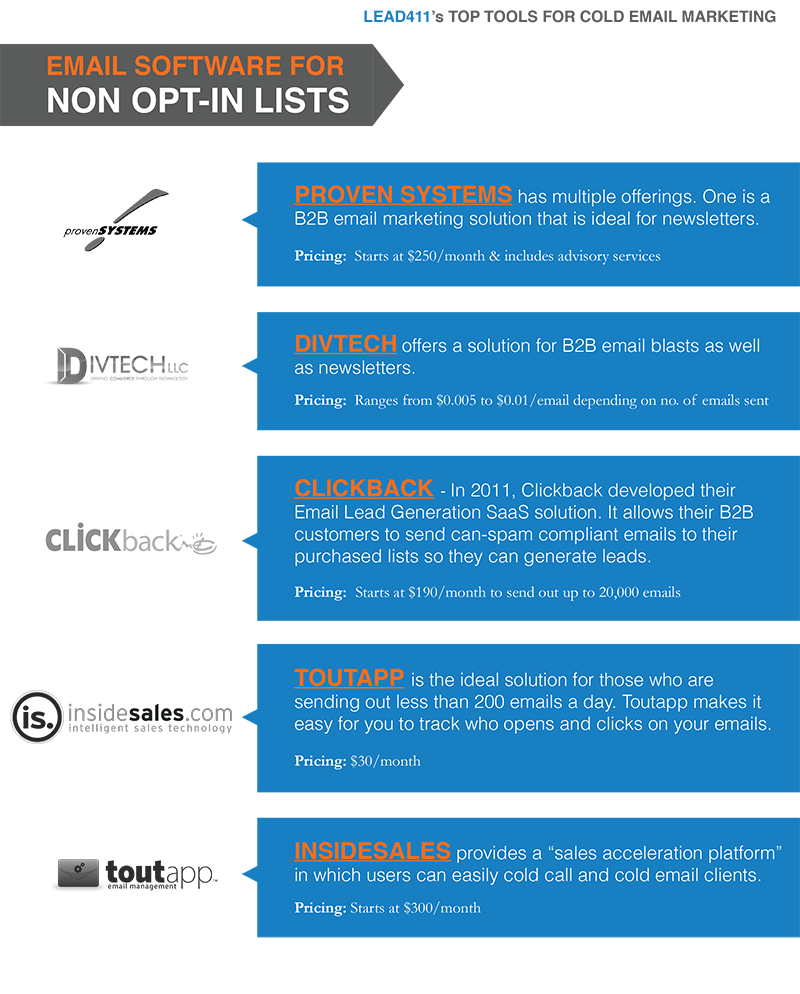 LEAD411's TOP TOOLS FOR COLD EMAIL MARKETING
EMAIL SOFTWARE FOR
NON OPT-IN LISTS
provenSYSTEMS
PROVEN SYSTEMS has multiple offerings. One is a
B2B email marketing solution that is ideal for newsletters.
Pricing: Starts at $250/month & includes advisory services
DIVTECH LLC
DRIVING COMMERCE THROUGH TECHNOLOGY
DIVTECH offers a solution for B2B email blasts as well
as newsletters.
Pricing: Ranges from $0.005 to $0.01/email depending on no. of emails sent
CLiCKback
CLICKBACK - In 2011, Clickback developed their
Email Lead Generation SaaS solution. It allows their B2B
customers to send can-spam compliant emails to their
purchased lists so they can generate leads.
Pricing: Starts at $190/month to send out up to 20,000 emails
is. insidesales.com
intelligent sales technology
TOUTAPP is the ideal solution for those who are
sending out less than 200 emails a day. Toutapp makes it
easy for you to track who opens and clicks on your emails.
Pricing: $30/month
toutapp™
email management
INSIDESALES provides a “sales acceleration platform”
in which users can easily cold call and cold email clients.
Pricing: Starts at $300/month